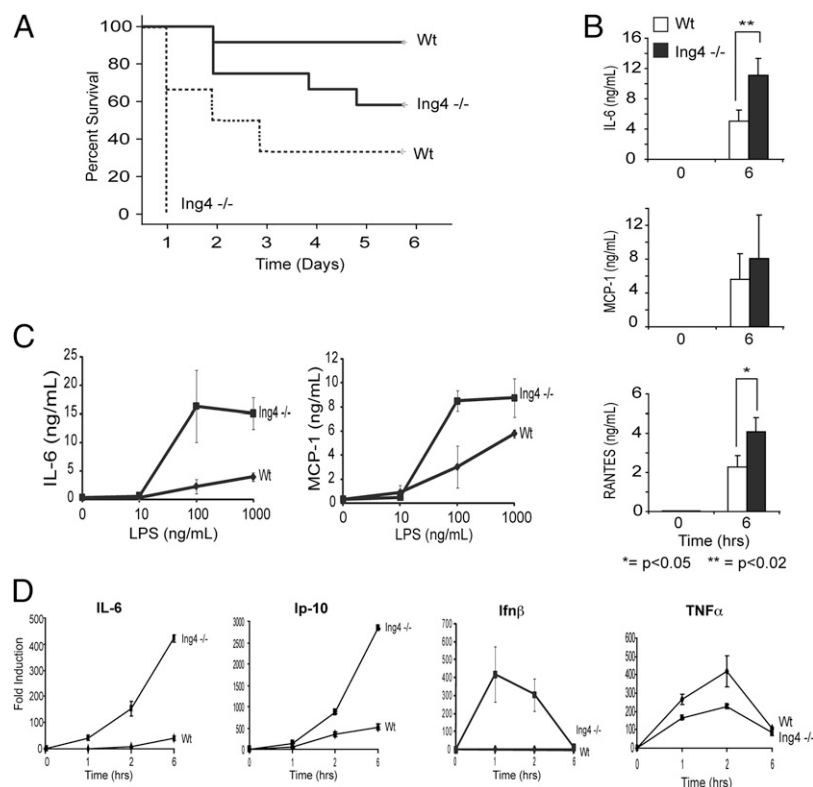 A
100
80
60
40
20
0
Percent Survival
Wt
Ing4 -/-
Wt
Ing4 -/-
1 2 3 4 5 6
Time (Days)
B
Wt
Ing4 -/-
16
12
8
4
0
IL-6 (ng/mL)
**
0 6
16
12
8
4
0
MCP-1 (ng/mL)
0 6
6
4
2
0
RANTES (ng/mL)
*
0 6
Time (hrs)
*= p<0.05 **= p<0.02
C
25
20
15
10
5
0
IL-6 (ng/mL)
Ing4 -/-
Wt
0 10 100 1000
LPS (ng/mL)
12
10
8
6
4
2
0
MCP-1 (ng/mL)
Ing4 -/-
Wt
0 10 100 1000
LPS (ng/mL)
D
IL-6
500
400
300
200
100
0
Fold Induction
Ing4 -/-
Wt
0 1 2 6
Time (hrs)
Ip-10
3000
2500
2000
1500
1000
500
0
Ing4 -/-
Wt
0 1 2 6
Time (hrs)
Ifnβ
700
600
500
400
300
200
100
0
Ing4 -/-
Wt
0 1 2 6
Time (hrs)
TNFα
600
500
400
300
200
100
0
Wt
Ing4 -/-
0 1 2 6
Time (hrs)